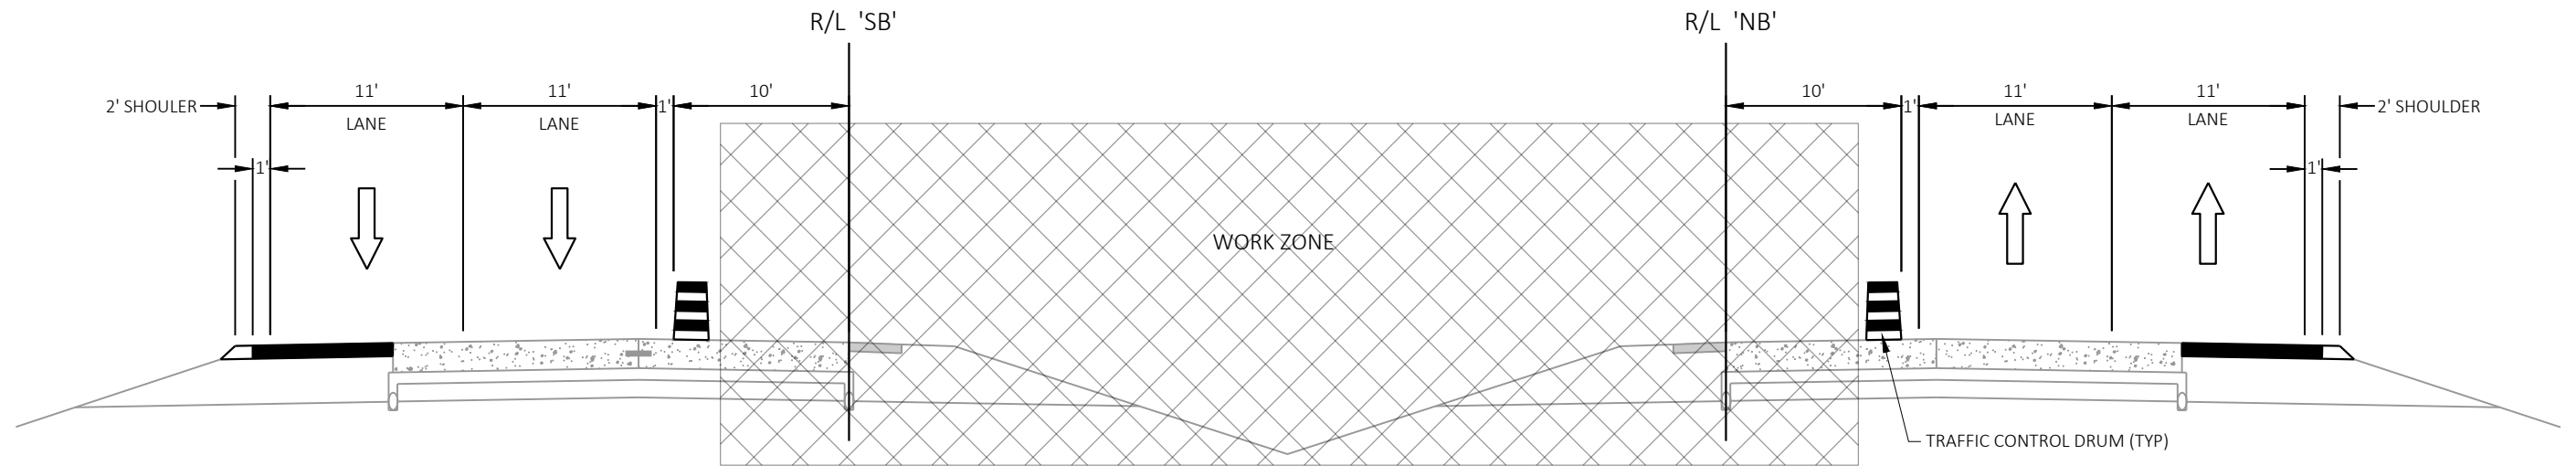 R/L 'SB'
R/L 'NB'
2' SHOULER
11'
LANE
11'
LANE
1'
10'
10'
1'
11'
LANE
11'
LANE
2' SHOULDER
1'
1'
WORK ZONE
TRAFFIC CONTROL DRUM (TYP)